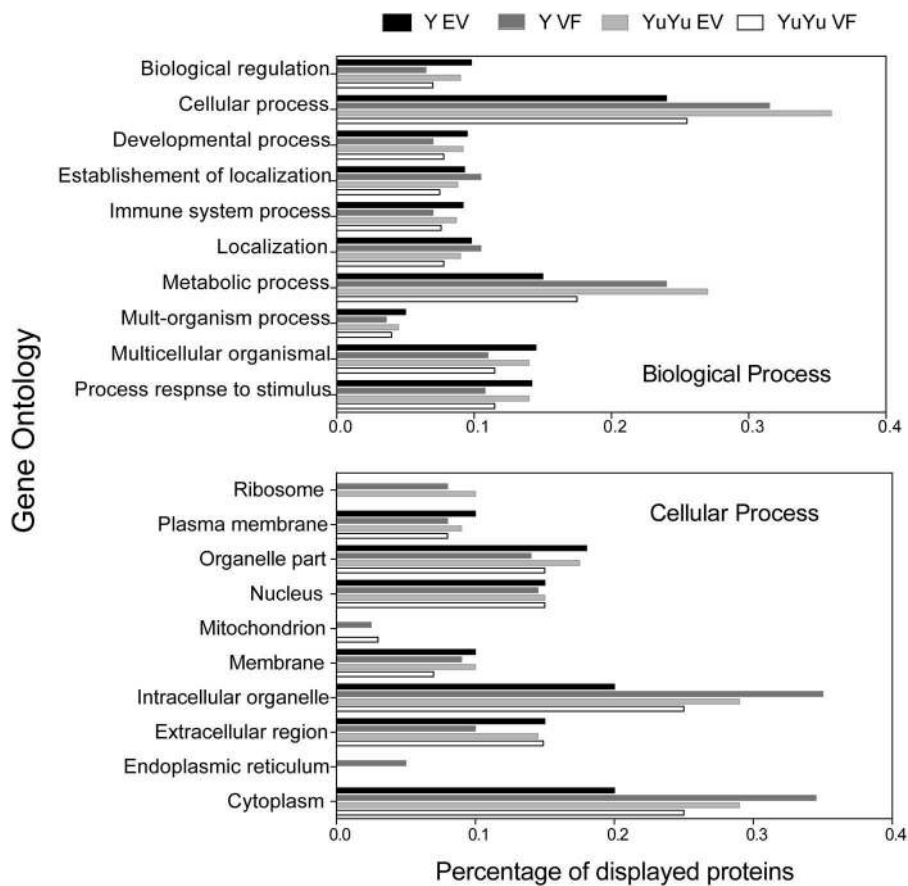 Y EV Y VF YuYu EV YuYu VF
Gene Ontology
Biological regulation
Cellular process
Developmental process
Establishement of localization
Immune system process
Localization
Metabolic process
Mult-organism process
Multicellular organismal
Process respnse to stimulus
Biological Process
0.0 0.1 0.2 0.3 0.4
Ribosome
Plasma membrane
Organelle part
Nucleus
Mitochondrion
Membrane
Intracellular organelle
Extracellular region
Endoplasmic reticulum
Cytoplasm
Cellular Process
0.0 0.1 0.2 0.3 0.4
Percentage of displayed proteins